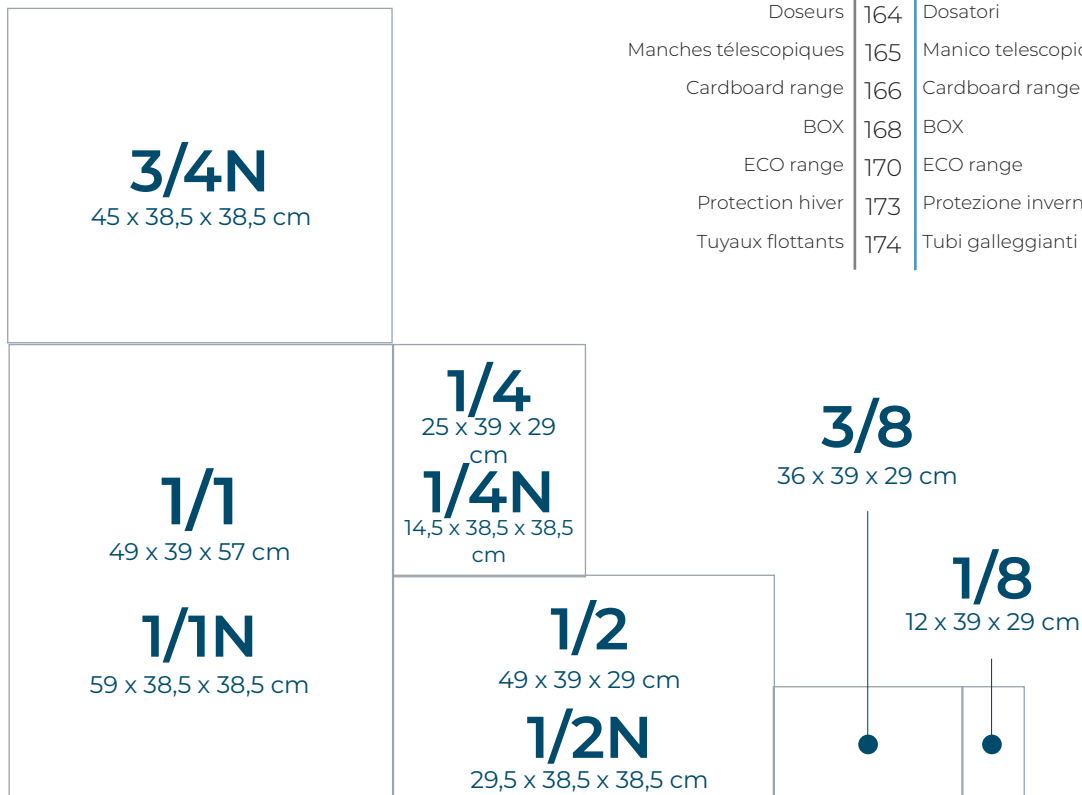 Doseurs 164 Dosatori
Manches télescopiques 165 Manico
Cardboard range 166 Cardboard range
BOX 168 BOX
ECO range 170 ECO range
Protection hiver 173 Protezione
Tuyaux flottants 174 Tubi galleggianti
3/4N
45 x 38,5 x 38,5 cm
1/4
25 x 39 x 29
cm
1/4N
14,5 x 38,5 x 38,5
cm
3/8
36 x 39 x 29 cm
1/1
49 x 39 x 57 cm
1/8
12 x 39 x 29 cm
1/1N
59 x 38,5 x 38,5 cm
1/2
49 x 39 x 29 cm
1/2N
29,5 x 38,5 x 38,5 cm